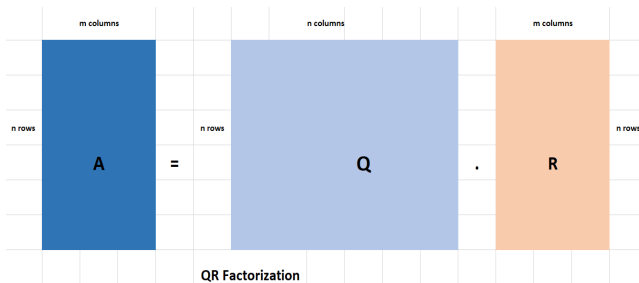 m columns
n columns
m columns
n rows
n rows
n rows
A
=
Q
.
R
QR Factorization